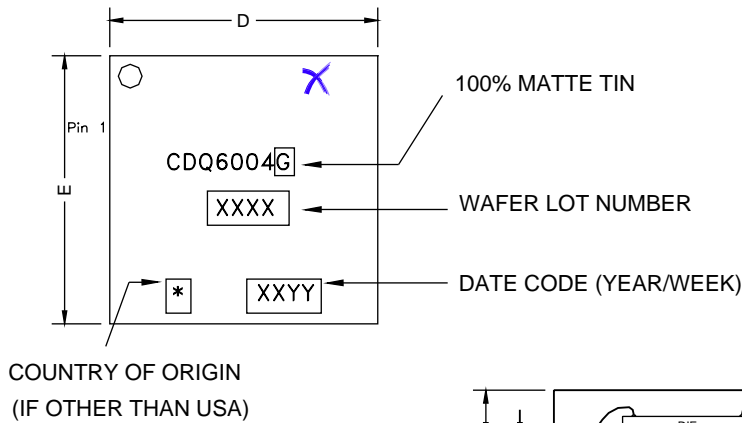 D
100% MATTE TIN
Pin 1
CDQ6004G
E
XXXX
WAFER LOT NUMBER
* XXYY
DATE CODE (YEAR/WEEK)
COUNTRY OF ORIGIN
(IF OTHER THAN USA)